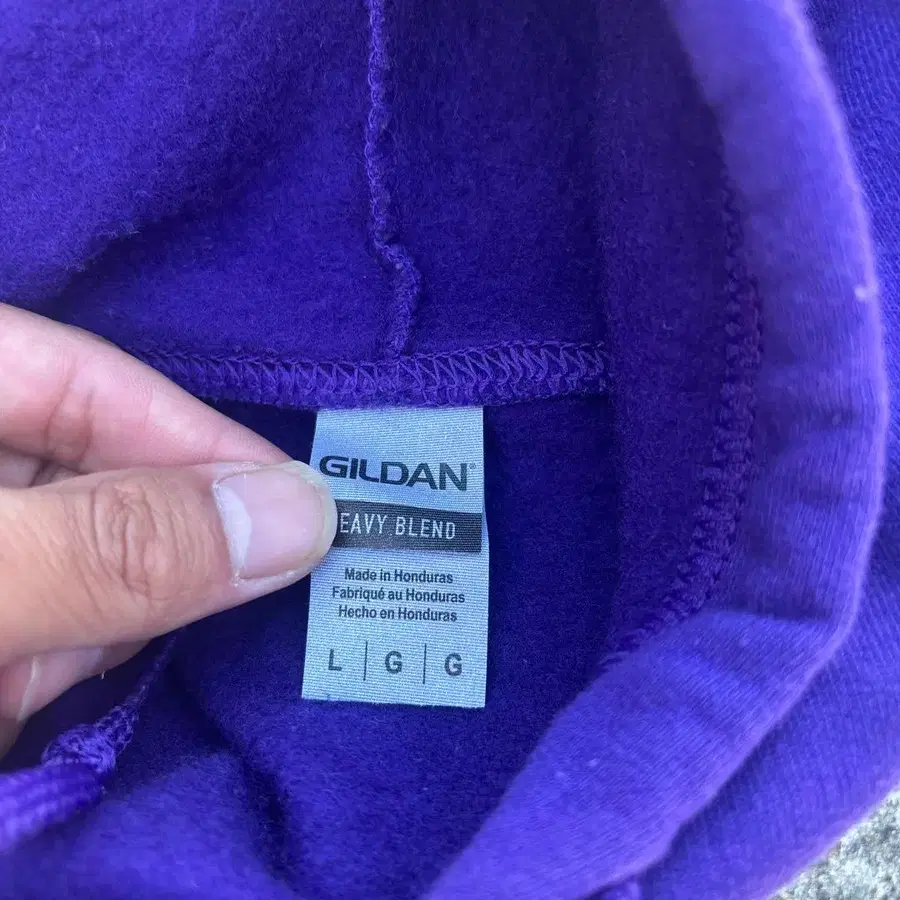 GILDAN®
EAVY BLEND
Made in Honduras
Fabriqué au Honduras
Hecho en Honduras
L | G | G